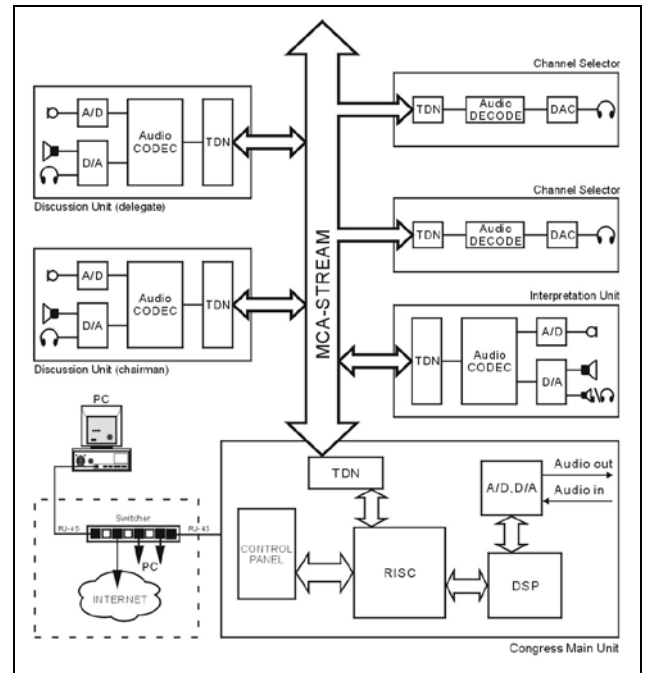 Channel Selector
TDN
Audio
DECODE
DAC
A/D
Audio
CODEC
TDN
D/A
Discussion Unit (delegate)
Channel Selector
TDN
Audio
DECODE
DAC
A/D
Audio
CODEC
TDN
D/A
Discussion Unit (chairman)
MCA-STREAM
Interpretation Unit
TDN
Audio
CODEC
A/D
D/A
PC
Switcher
RJ-45
RJ-45
PC
INTERNET
TDN
CONTROL
PANEL
RISC
A/D,D/A
Audio out
Audio in
DSP
Congress Main Unit